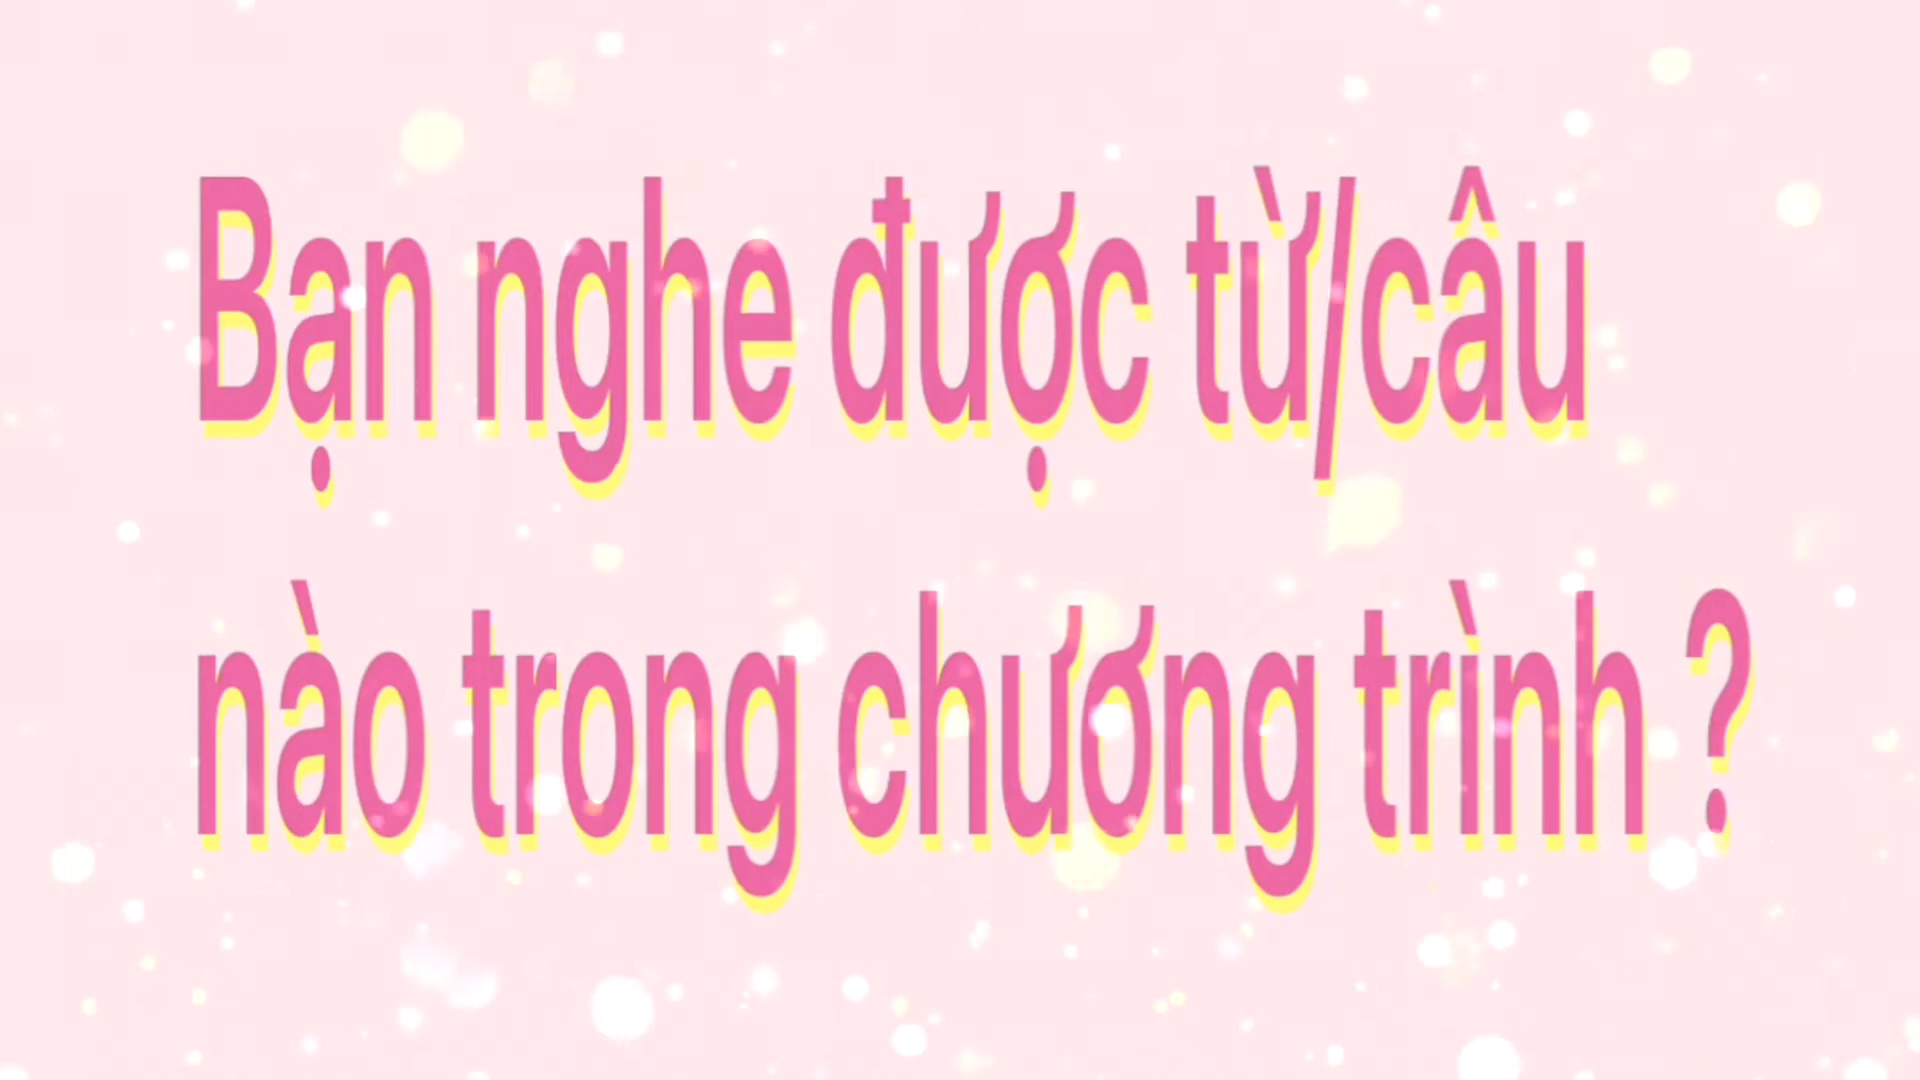 Bạn nghe được từ/câu
nào trong chương trình ?